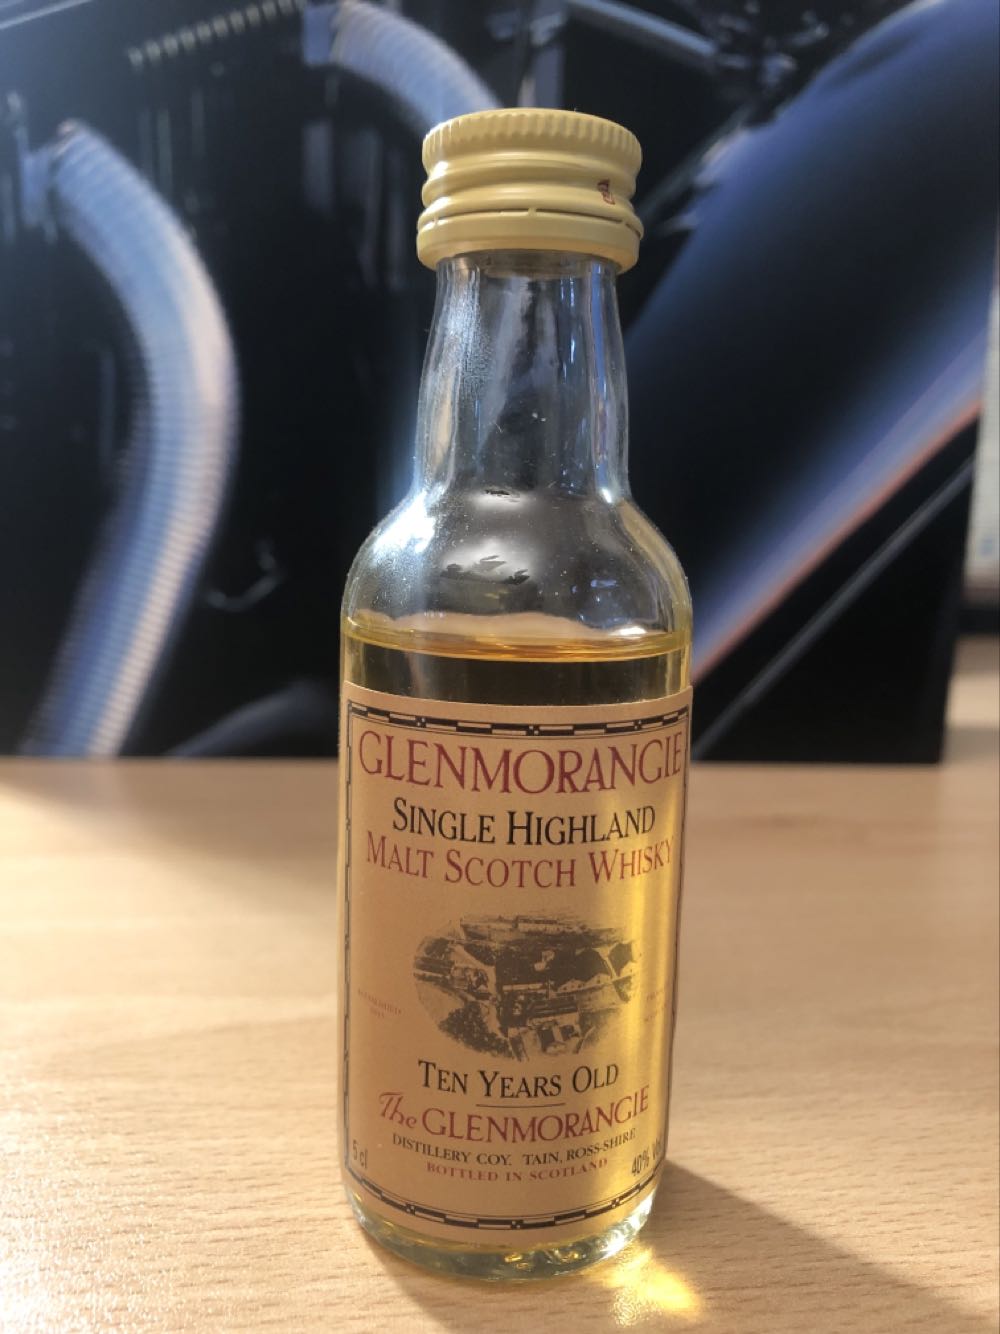 GLENMORANGIE
SINGLE HIGHLAND
MALT SCOTCH WHISKY
TEN YEARS OLD
The GLENMORANGIE
DISTILLERY COY. TAIN, ROSS-SHIRE
BOTTLED IN SCOTLAND
5 cl
40%